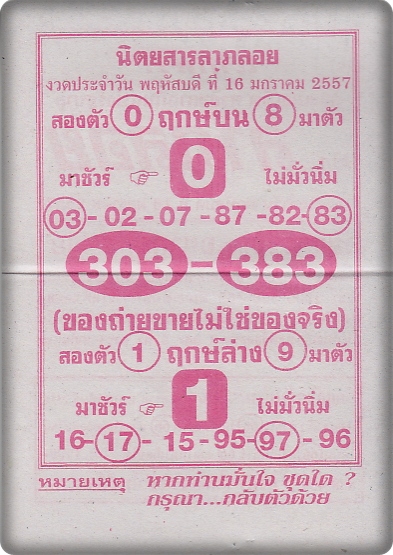 นิตยสารลาภลอย
งวดประจำวัน พฤหัสบดี ที่ 16 มกราคม 2557
สองตัว 0 ฤกษ์บน 8 มาตัว
มาชัวร์ 0 ไม่มั่วนิ่ม
03 - 02 - 07 - 87 - 82 - 83
303 - 383
(ของถ่ายขายไม่ใช่ของจริง)
สองตัว 1 ฤกษ์ล่าง 9 มาตัว
มาชัวร์ 1 ไม่มั่วนิ่ม
16 - 17 - 15 - 95 - 97 - 96
หมายเหตุ หากท่านมั่นใจ ชุดใด ?
กรุณา...กลับตัวด้วย